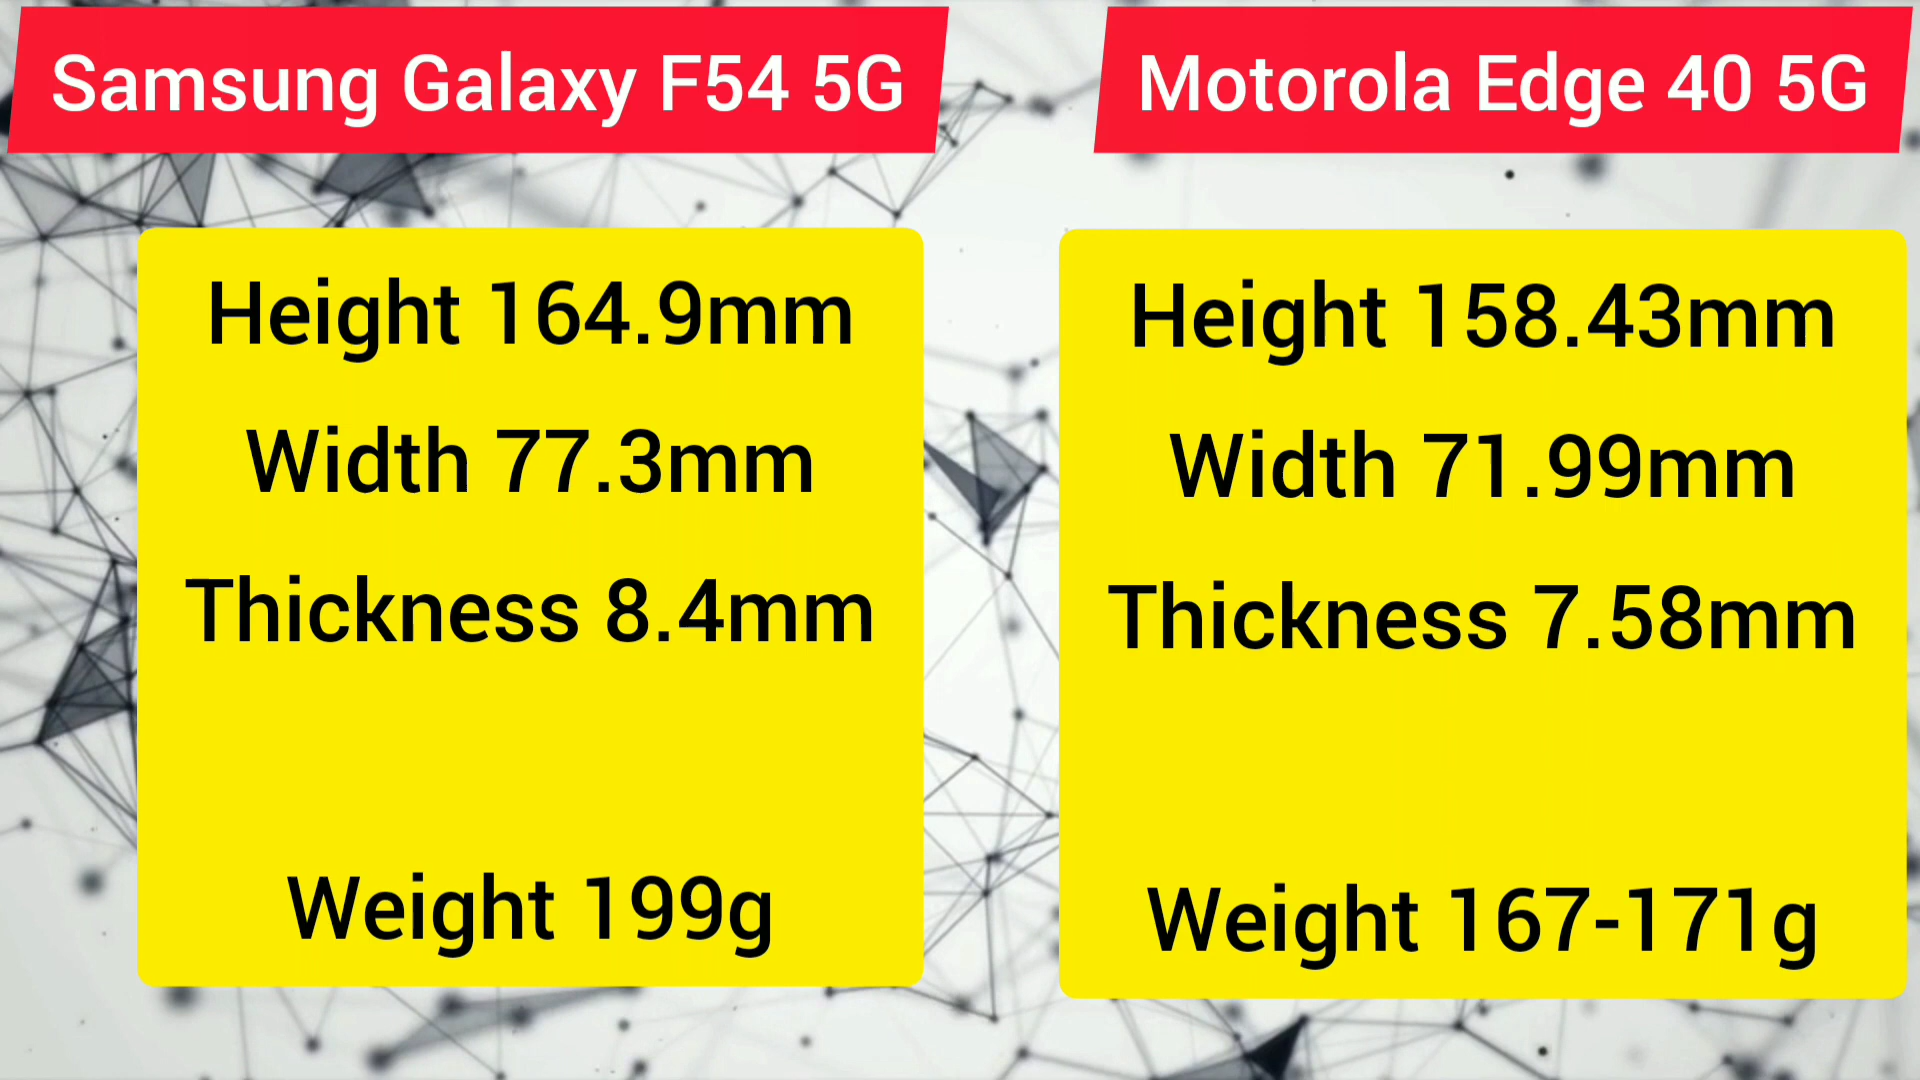 Samsung Galaxy F54 5G
Motorola Edge 40 5G
Height 164.9mm
Width 77.3mm
Thickness 8.4mm
Weight 199g
Height 158.43mm
Width 71.99mm
Thickness 7.58mm
Weight 167-171g